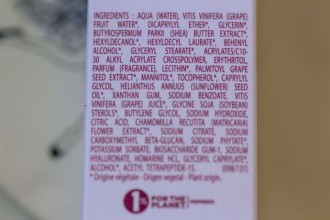 INGREDIENTS : AQUA (WATER), VITIS VINIFERA (GRAPE)
FRUIT WATER*, DICAPRYLYL ETHER*, GLYCERIN*,
BUTYROSPERMUM PARKII (SHEA) BUTTER EXTRACT*,
HEXYLDECANOL*, HEXYLDECYL LAURATE*, BEHENYL
ALCOHOL*, GLYCERYL STEARATE*, ACRYLATES/C10-
30 ALKYL ACRYLATE CROSSPOLYMER, ERYTHRITOL,
PARFUM (FRAGRANCE), LECITHIN*, PALMITOYL GRAPE
SEED EXTRACT*, MANNITOL*, TOCOPHEROL*, CAPRYLYL
GLYCOL, HELIANTHUS ANNUUS (SUNFLOWER) SEED
OIL*, XANTHAN GUM, SODIUM BENZOATE, VITIS
VINIFERA (GRAPE) JUICE*, GLYCINE SOJA (SOYBEAN)
STEROLS*, BUTYLENE GLYCOL, SODIUM HYDROXIDE,
CITRIC ACID, CHAMOMILLA RECUTITA (MATRICARIA)
FLOWER EXTRACT*, SODIUM CITRATE, SODIUM
CARBOXYMETHYL BETA-GLUCAN, SODIUM PHYTATE*,
POTASSIUM SORBATE, BIOSACCHARIDE GUM-1, SODIUM
HYALURONATE, HOMARINE HCL, GLYCERYL CAPRYLATE*,
ALCOHOL*, ACETYL TETRAPEPTIDE-15. (098/131)
* Origine végétale - Origen vegetal - Plant origin.
1%
FOR THE
PLANET
MEMBER